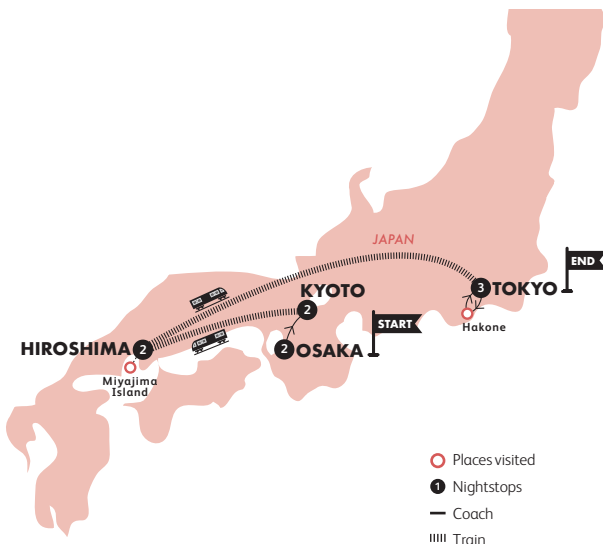 JAPAN
END
3
TOKYO
KYOTO
2
START
Hakone
HIROSHIMA
2
2
OSAKA
Miyajima
Island
Places visited
1
Nightstops
Coach
Train